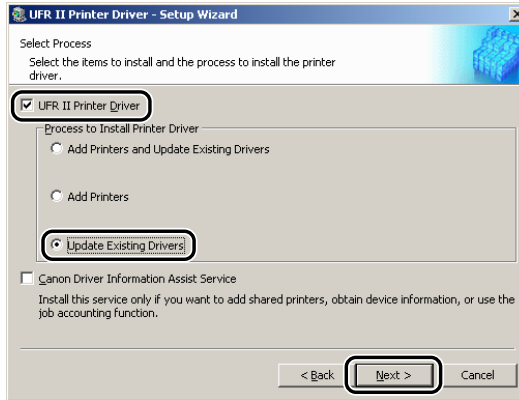 UFR II Printer Driver - Setup Wizard
Select Process
Select the items to install and the process to install the printer
driver.
UFR II Printer Driver
Process to Install Printer Driver
Add Printers and Update Existing Drivers
Add Printers
Update Existing Drivers
Canon Driver Information Assist Service
Install this service only if you want to add shared printers, obtain device information, or use the
job accounting function.
< Back Next > Cancel